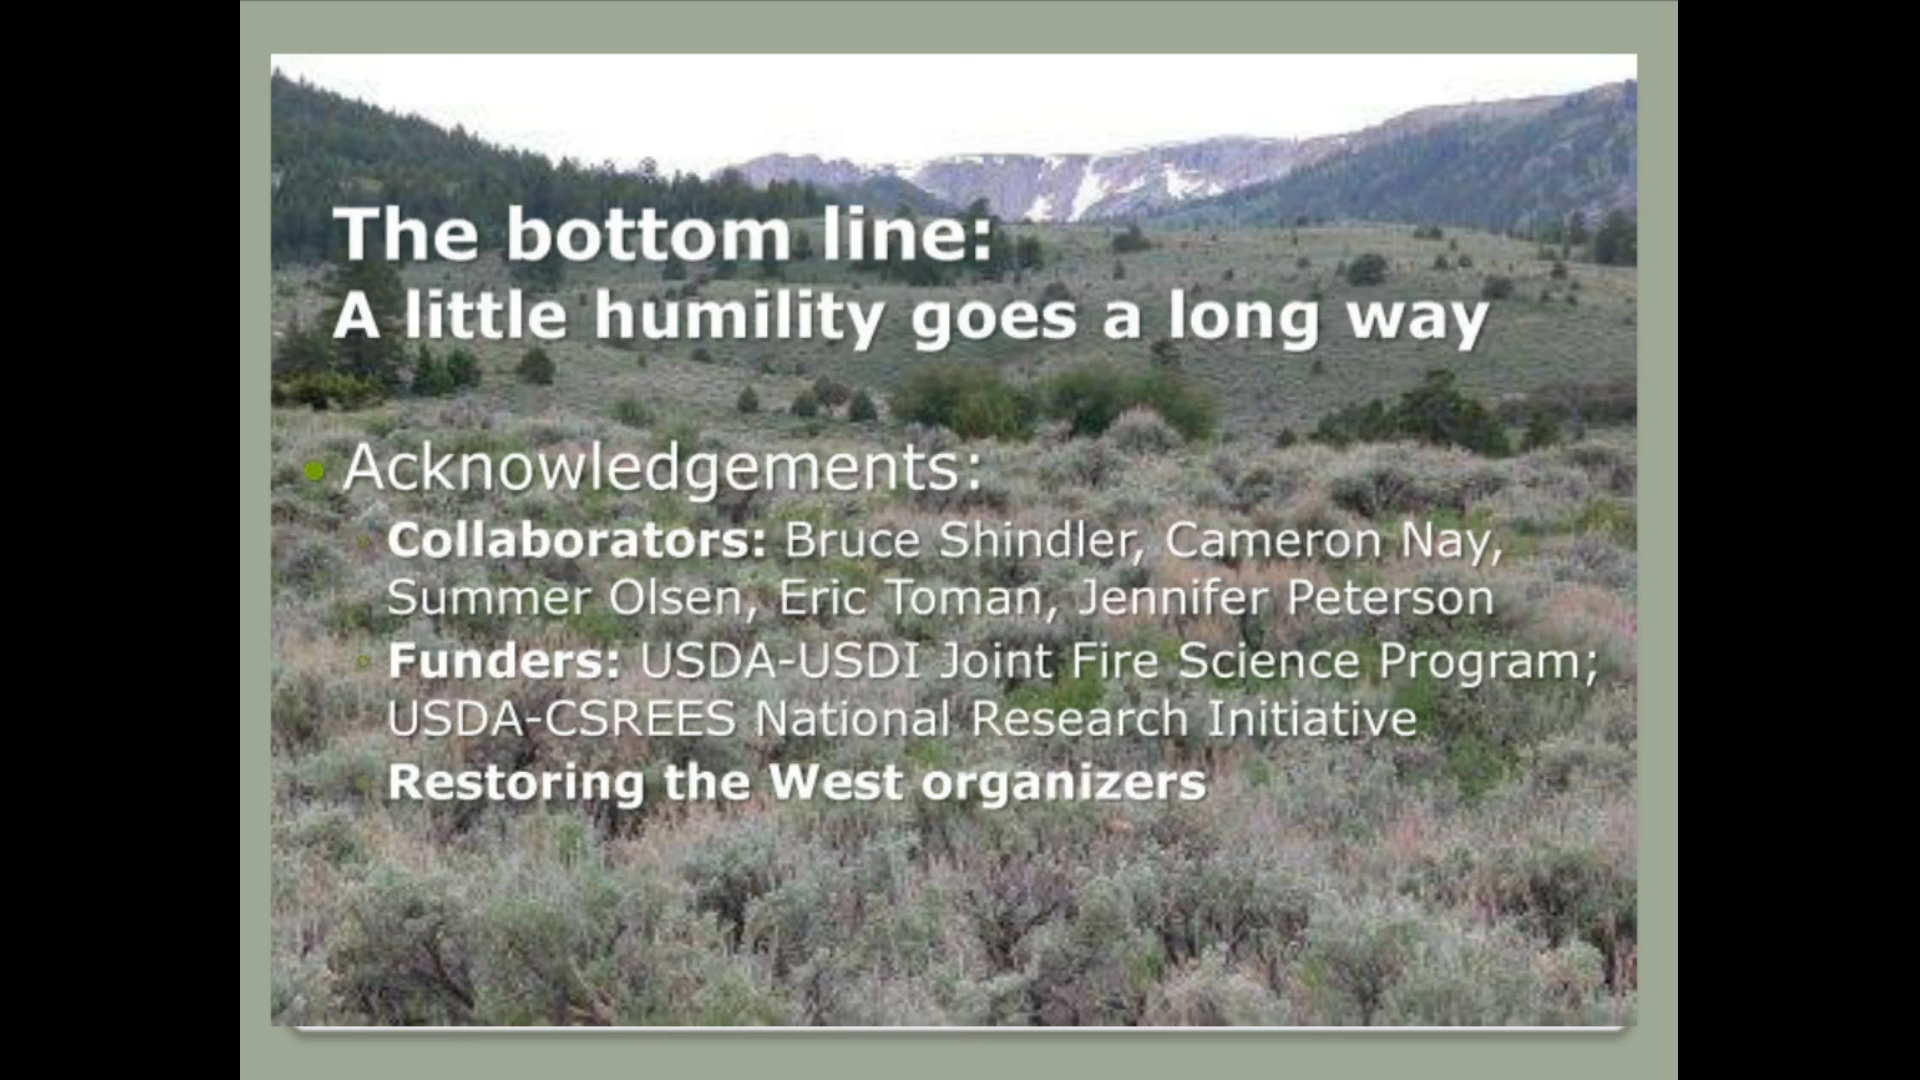 The bottom line:
A little humility goes a long way
Acknowledgements:
Collaborators: Bruce Shindler, Cameron Nay,
Summer Olsen, Eric Toman, Jennifer Peterson
Funders: USDA-USDI Joint Fire Science Program;
USDA-CSREES National Research Initiative
Restoring the West organizers